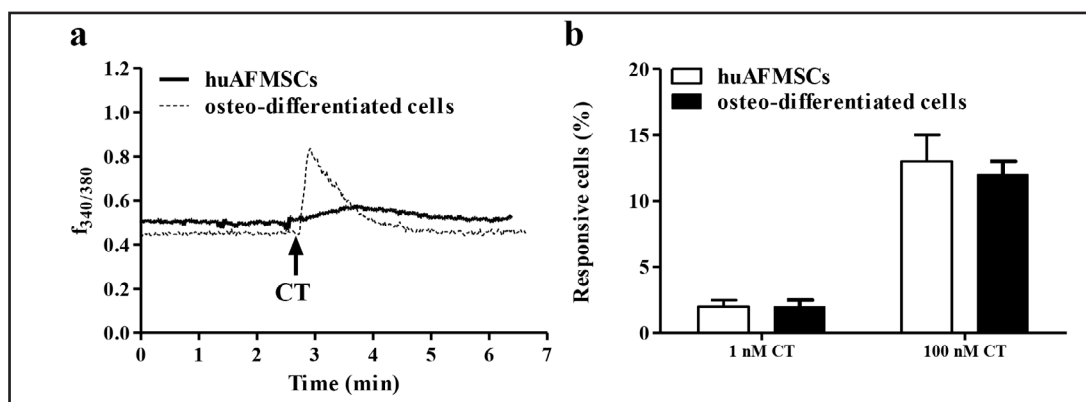 a
1.2
1.0
0.8
0.6
0.4
0.2
0.0
f340/380
huAFMSCs
osteo-differentiated cells
CT
0 1 2 3 4 5 6 7
Time (min)
b
20
15
10
5
0
Responsive cells (%)
huAFMSCs
osteo-differentiated cells
1 nM CT 100 nM CT